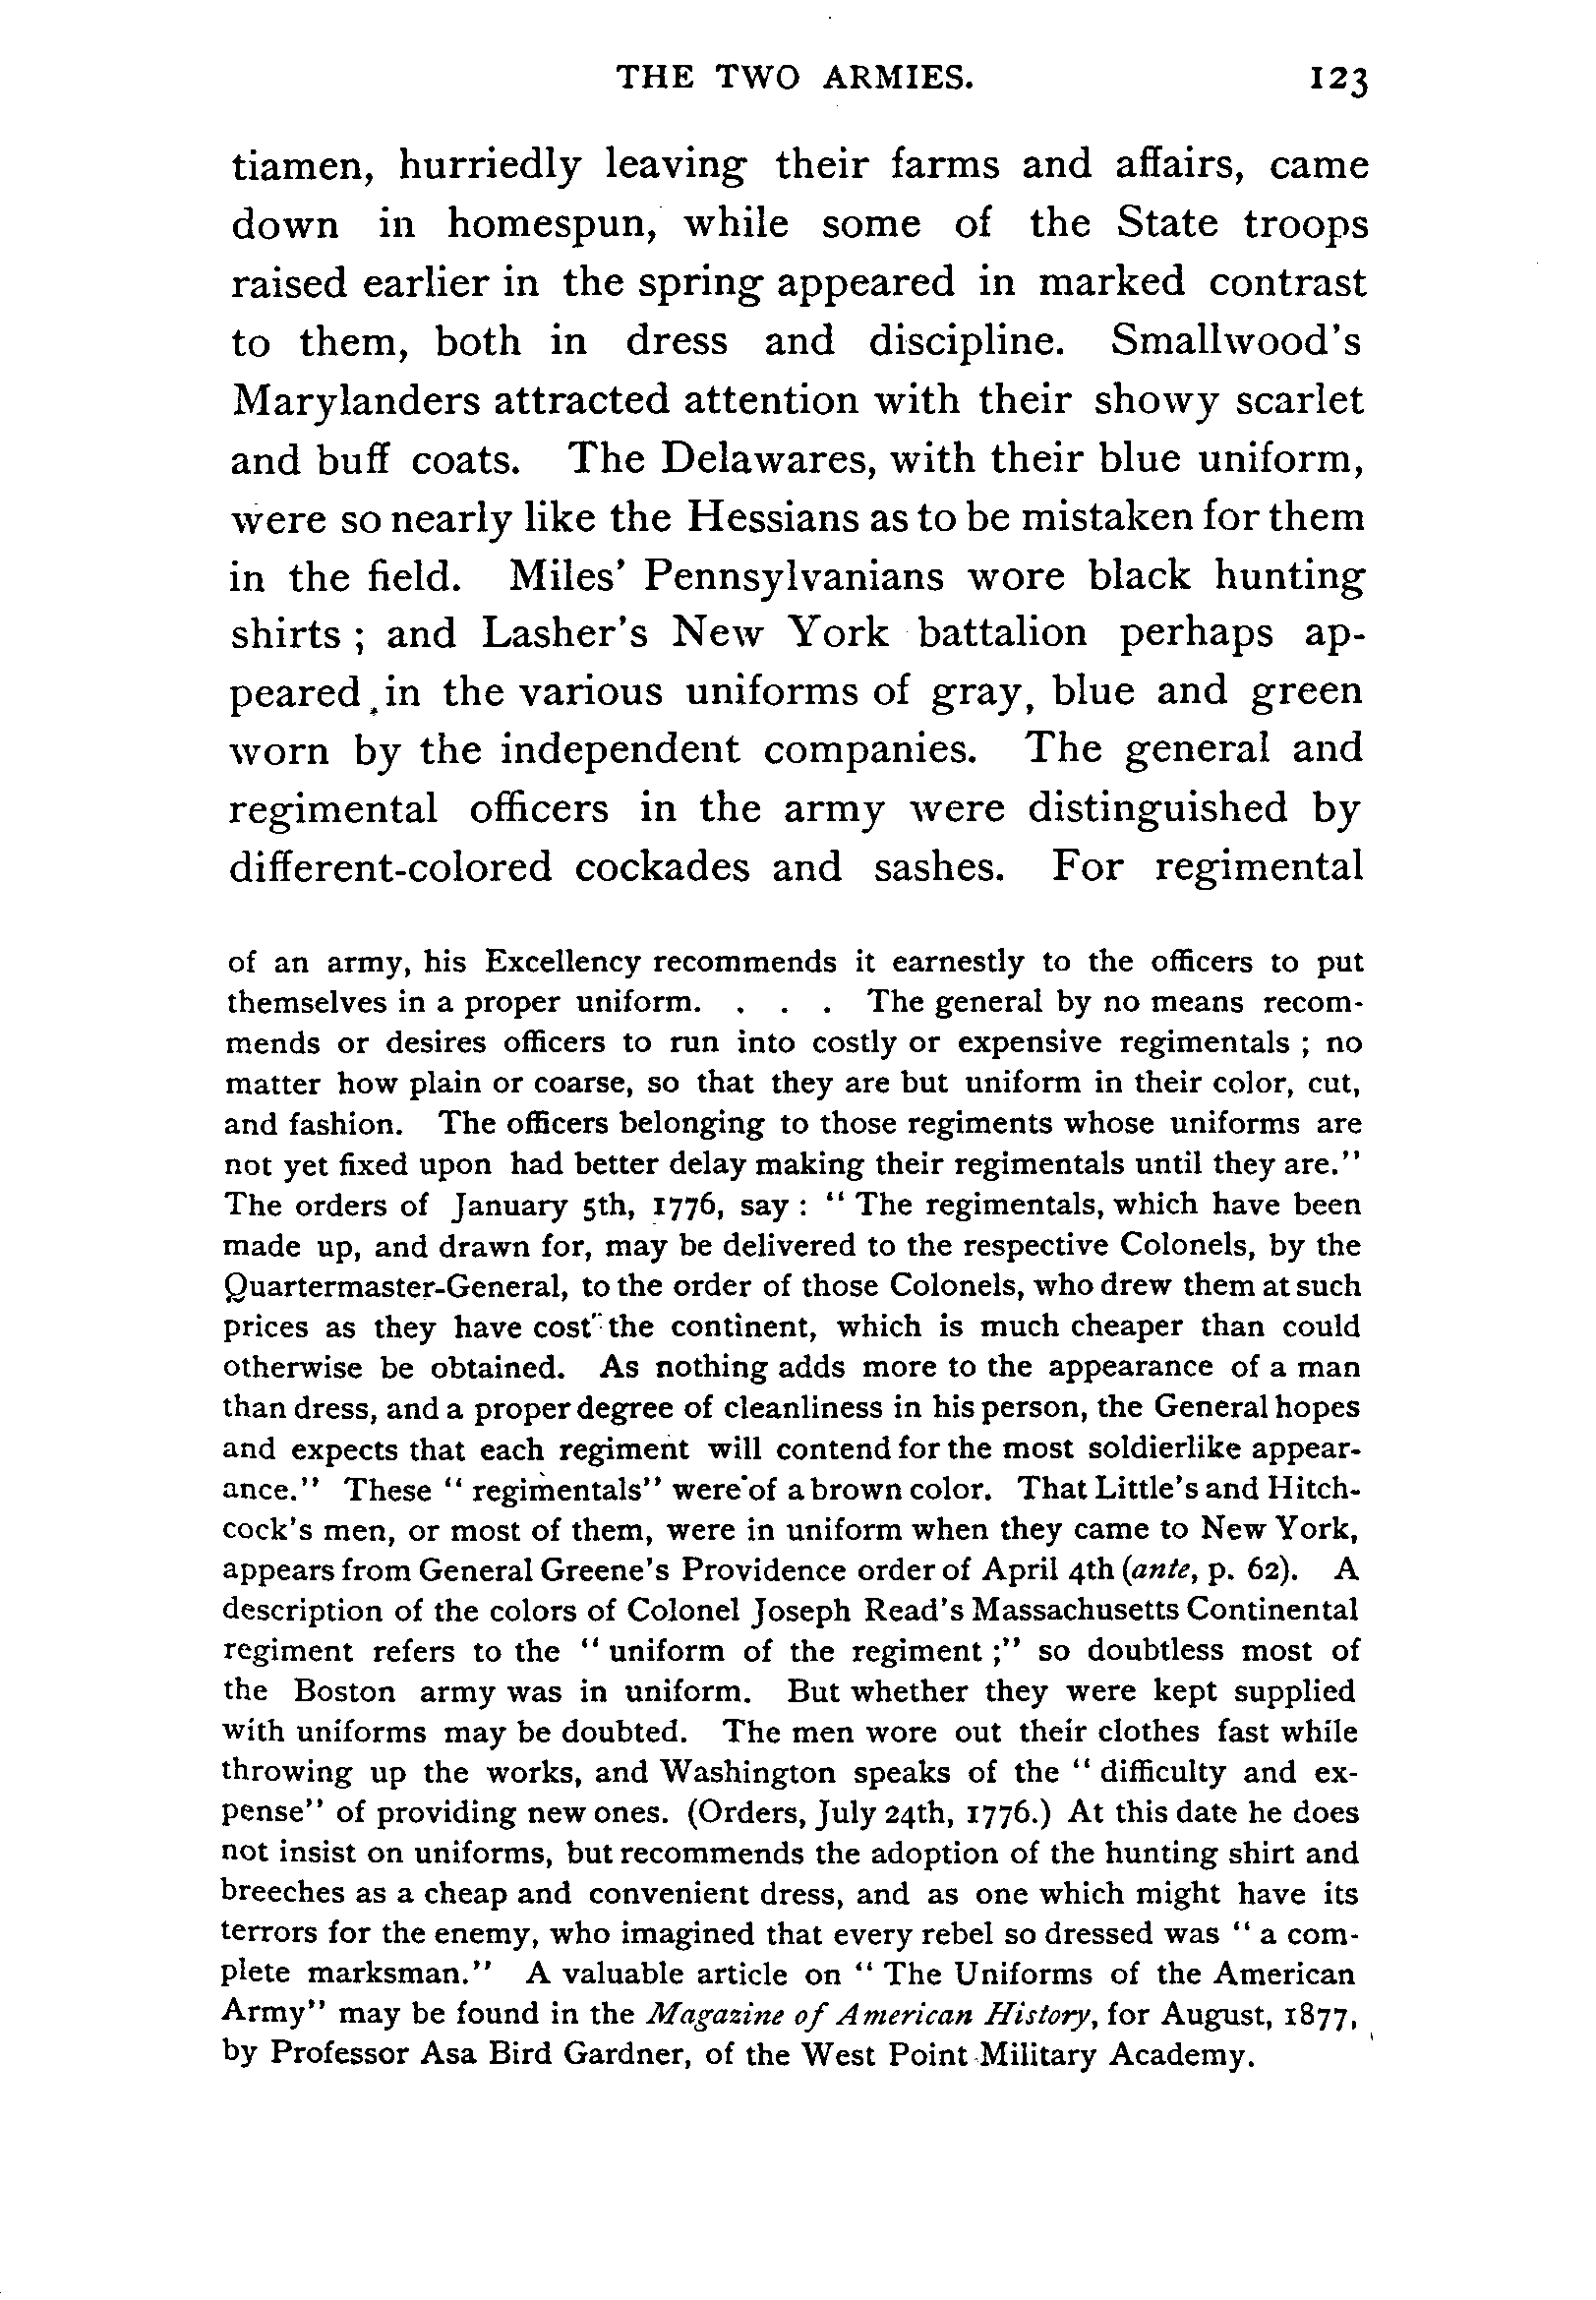 THE TWO ARMIES. 123
tiamen, hurriedly leaving their farms and affairs, came
down in homespun, while some of the State troops
raised earlier in the spring appeared in marked contrast
to them, both in dress and discipline. Smallwood's
Marylanders attracted attention with their showy scarlet
and buff coats. The Delawares, with their blue uniform,
were so nearly like the Hessians as to be mistaken for them
in the field. Miles' Pennsylvanians wore black hunting
shirts ; and Lasher's New York battalion perhaps ap-
peared in the various uniforms of gray, blue and green
worn by the independent companies. The general and
regimental officers in the army were distinguished by
different-colored cockades and sashes. For regimental
of an army, his Excellency recommends it earnestly to the officers to put
themselves in a proper uniform. . . . The general by no means recom-
mends or desires officers to run into costly or expensive regimentals ; no
matter how plain or coarse, so that they are but uniform in their color, cut,
and fashion. The officers belonging to those regiments whose uniforms are
not yet fixed upon had better delay making their regimentals until they are."
The orders of January 5th, 1776, say : " The regimentals, which have been
made up, and drawn for, may be delivered to the respective Colonels, by the
Quartermaster-General, to the order of those Colonels, who drew them at such
prices as they have cost the continent, which is much cheaper than could
otherwise be obtained. As nothing adds more to the appearance of a man
than dress, and a proper degree of cleanliness in his person, the General hopes
and expects that each regiment will contend for the most soldierlike appear-
ance." These " regimentals" were of a brown color. That Little's and Hitch-
cock's men, or most of them, were in uniform when they came to New York,
appears from General Greene's Providence order of April 4th (ante, p. 62). A
description of the colors of Colonel Joseph Read's Massachusetts Continental
regiment refers to the " uniform of the regiment ;" so doubtless most of
the Boston army was in uniform. But whether they were kept supplied
with uniforms may be doubted. The men wore out their clothes fast while
throwing up the works, and Washington speaks of the " difficulty and ex-
pense" of providing new ones. (Orders, July 24th, 1776.) At this date he does
not insist on uniforms, but recommends the adoption of the hunting shirt and
breeches as a cheap and convenient dress, and as one which might have its
terrors for the enemy, who imagined that every rebel so dressed was " a com-
plete marksman." A valuable article on " The Uniforms of the American
Army" may be found in the Magazine of American History, for August, 1877,
by Professor Asa Bird Gardner, of the West Point Military Academy.